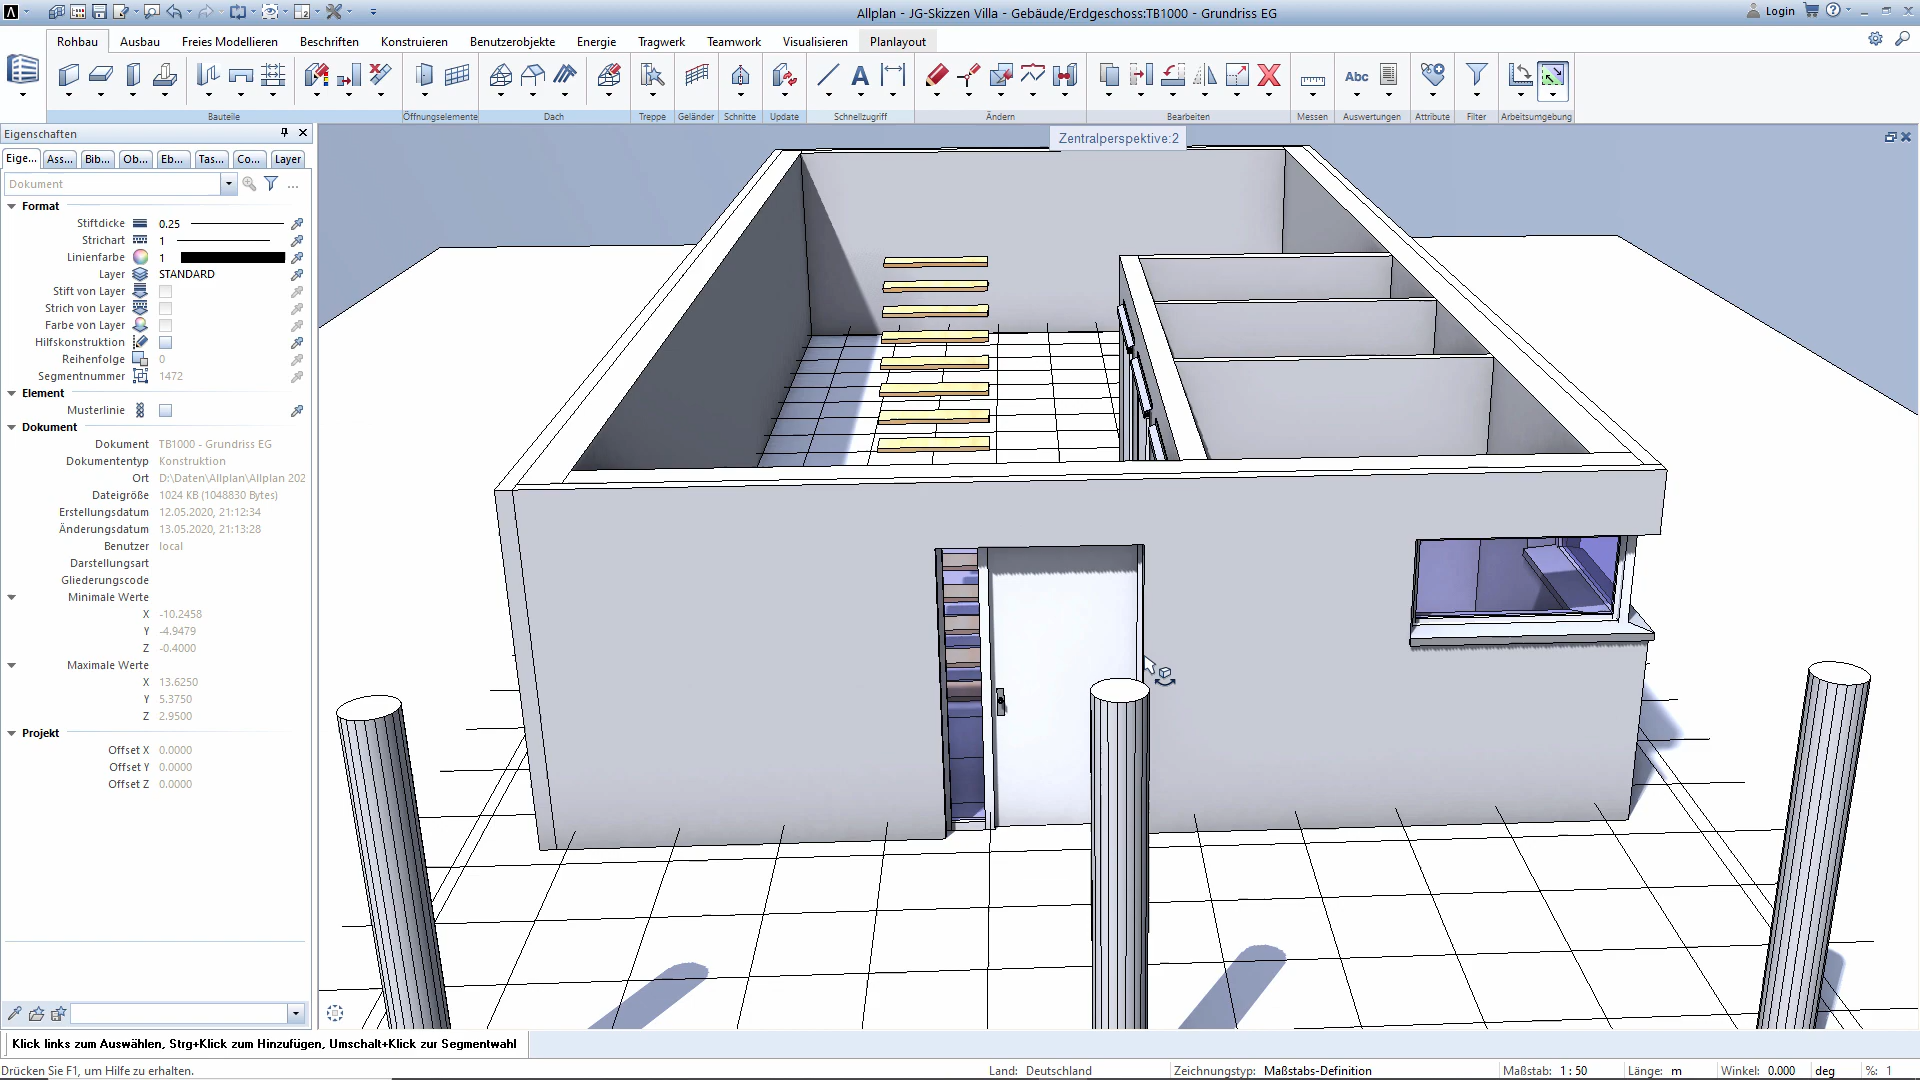 Allplan - JG-Skizzen Villa - Gebäude/Erdgeschoss:TB1000 - Grundriss EG
Login
Rohbau Ausbau Freies Modellieren Beschriften Konstruieren Benutzerobjekte Energie Tragwerk Teamwork Visualisieren Planlayout
Abc
Bauteile Öffnungselemente Dach Treppe Geländer Schnitte Update Schnellzugriff Ändern Bearbeiten Messen Auswertungen Attribute Filter Arbeitsumgebung
Eigenschaften
Zentralperspektive:2
Eige... Ass... Bib... Ob... Eb... Tas... Co... Layer
Dokument
Format
Stiftdicke 0.25
Strichart 1
Linienfarbe 1
Layer STANDARD
Stift von Layer
Strich von Layer
Farbe von Layer
Hilfskonstruktion
Reihenfolge 0
Segmentnummer 1472
Element
Musterlinie
Dokument
Dokument TB1000 - Grundriss EG
Dokumententyp Konstruktion
Ort D:\Daten\Allplan\Allplan 202
Dateigröße 1024 KB (1048830 Bytes)
Erstellungsdatum 12.05.2020, 21:12:34
Änderungsdatum 13.05.2020, 21:13:28
Benutzer local
Darstellungsart
Gliederungscode
Minimale Werte
X -10.2458
Y -4.9479
Z -0.4000
Maximale Werte
X 13.6250
Y 5.3750
Z 2.9500
Projekt
Offset X 0.0000
Offset Y 0.0000
Offset Z 0.0000
Klick links zum Auswählen, Strg+Klick zum Hinzufügen, Umschalt+Klick zur Segmentwahl
Drücken Sie F1, um Hilfe zu erhalten. Land: Deutschland Zeichnungstyp: Maßstabs-Definition Maßstab: 1 : 50 Länge: m Winkel: 0.000 deg %: 1